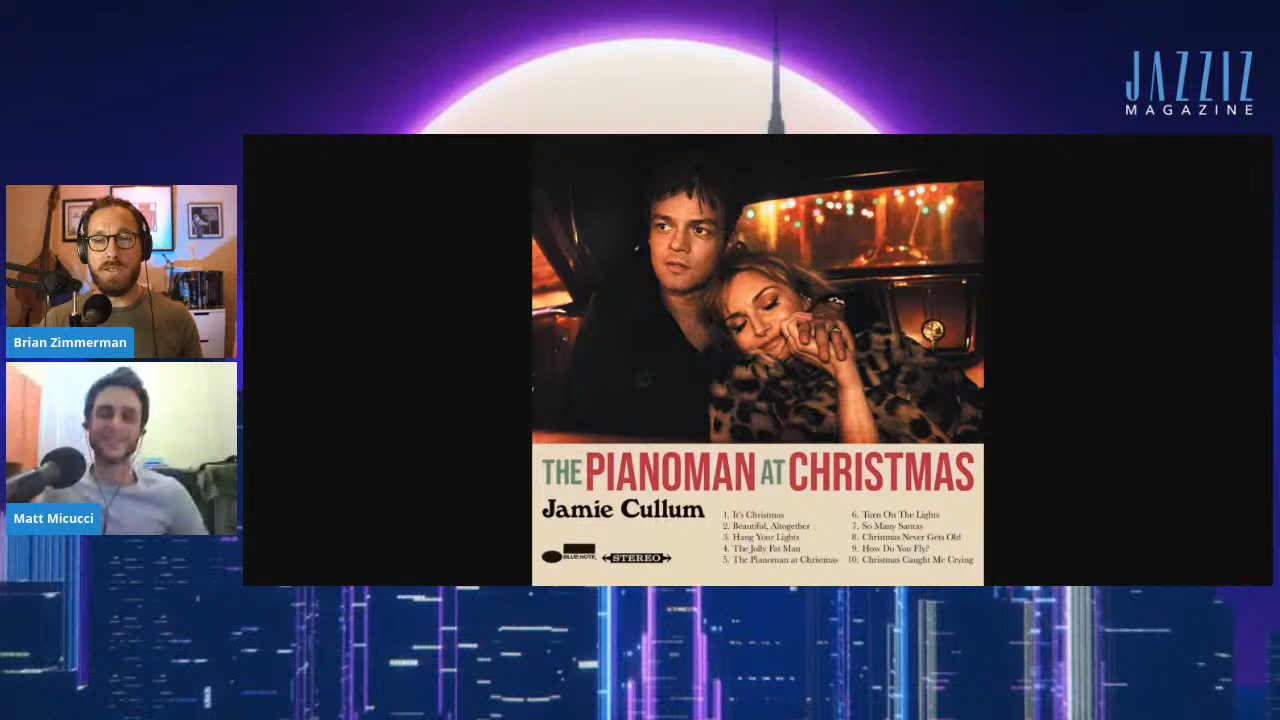 JAZZIZ
MAGAZINE
Brian Zimmerman
Matt Micucci
THE PIANOMAN AT CHRISTMAS
Jamie Cullum
BLUE NOTE
STEREO
1. It's Christmas
2. Beautiful, Altogether
3. Hang Your Lights
4. The Jolly Fat Man
5. The Pianoman at Christmas
6. Turn On The Lights
7. So Many Santas
8. Christmas Never Gets Old
9. How Do You Fly?
10. Christmas Caught Me Crying